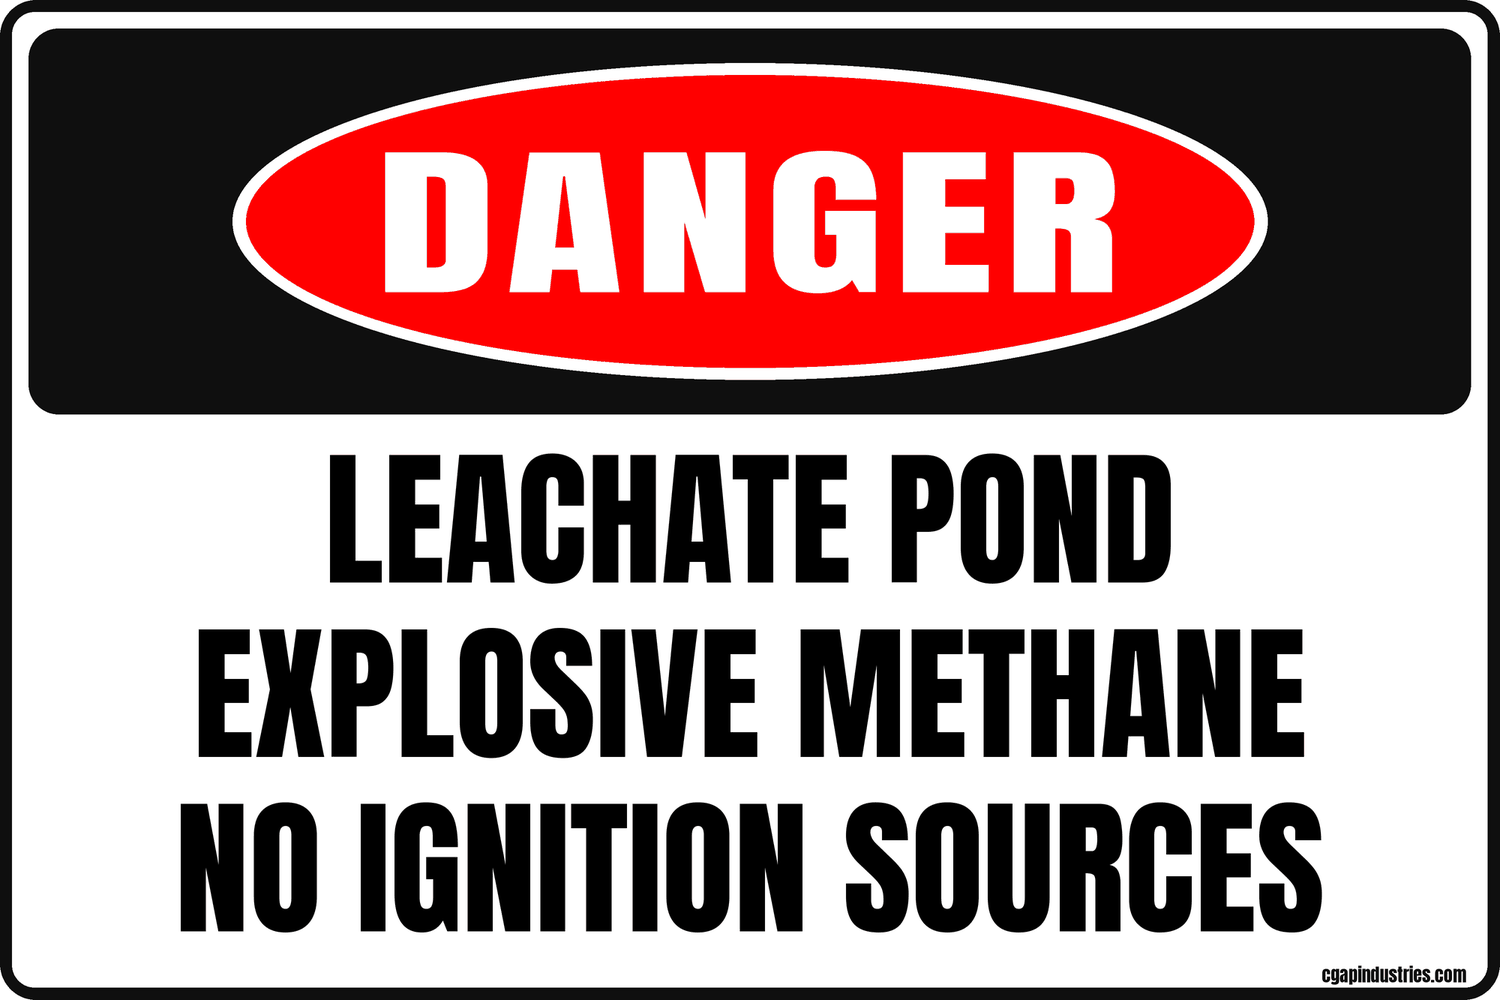 DANGER
LEACHATE POND
EXPLOSIVE METHANE
NO IGNITION SOURCES
cgapindustries.com